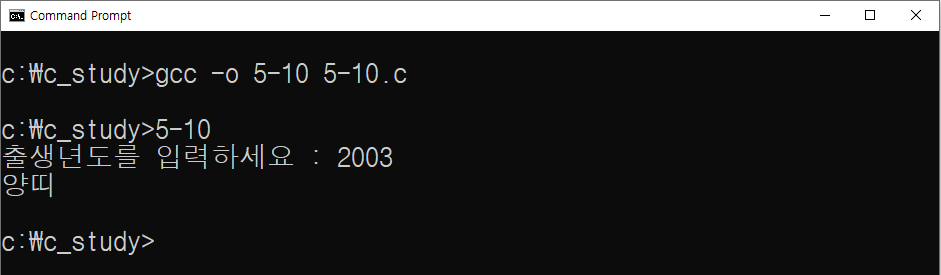 Command Prompt
c:₩c_study>gcc -o 5-10 5-10.c
c:₩c_study>5-10
출생년도를 입력하세요 : 2003
양띠
c:₩c_study>